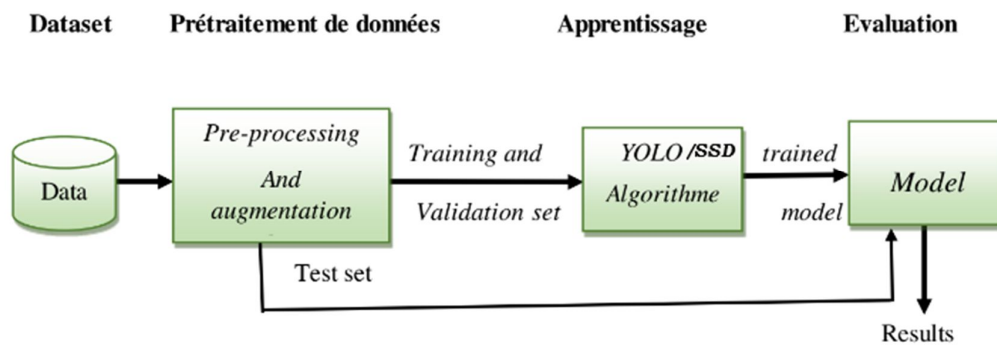 Dataset
Prétraitement de données
Apprentissage
Evaluation
Data
Pre-processing
And
augmentation
Training and
Validation set
YOLO /SSD
Algorithme
trained
model
Model
Test set
Results